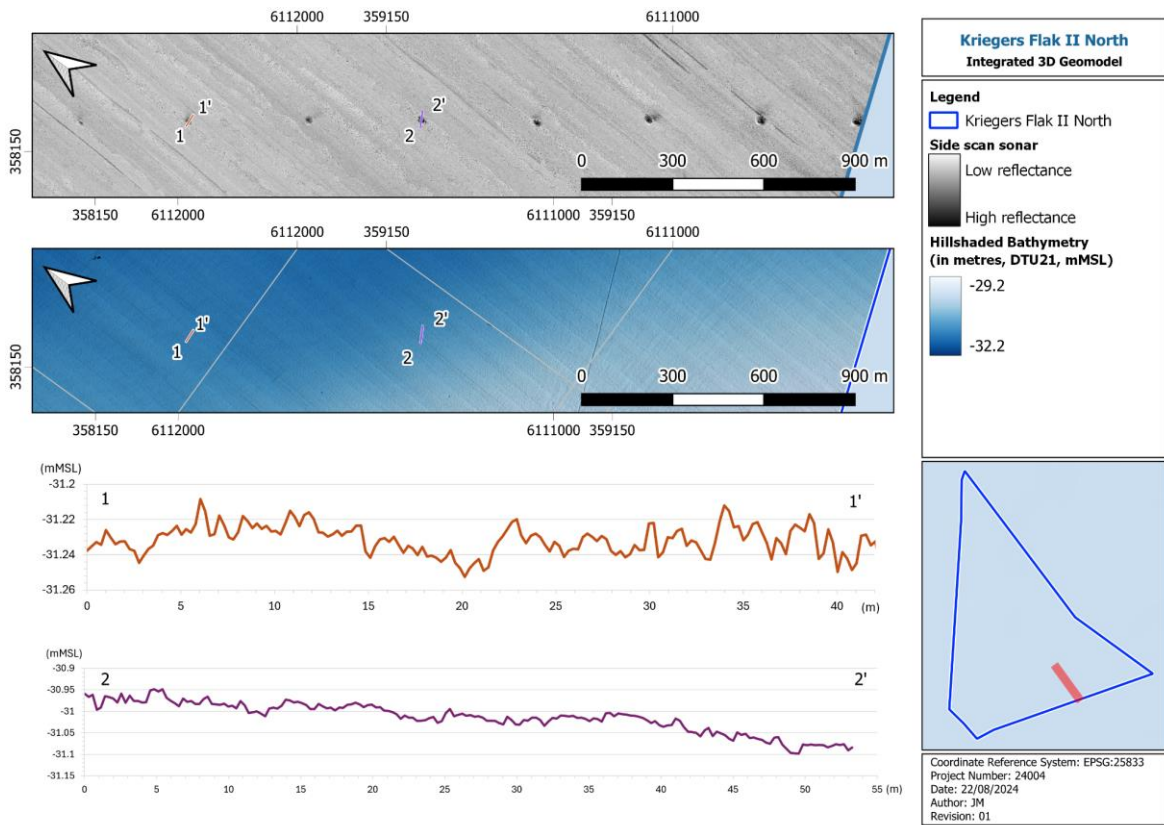 6112000 359150 6111000
358150
1 1' 2 2'
0 300 600 900 m
358150 6112000 6111000 359150
6112000 359150 6111000
358150
1 1' 2 2'
0 300 600 900 m
358150 6112000 6111000 359150
(mMSL)
-31.2
-31.22
-31.24
-31.26
1 1'
0 5 10 15 20 25 30 35 40 (m)
(mMSL)
-30.9
-30.95
-31
-31.05
-31.1
-31.15
2 2'
0 5 10 15 20 25 30 35 40 45 50 (m) 55
Kriegers Flak II North
Integrated 3D Geomodel
Legend
Kriegers Flak II North
Side scan sonar
Low reflectance
High reflectance
Hillshaded Bathymetry
(in metres, DTU21, mMSL)
-29.2
-32.2
Coordinate Reference System: EPSG:25833
Project Number: 24004
Date: 22/08/2024
Author: JM
Revision: 01